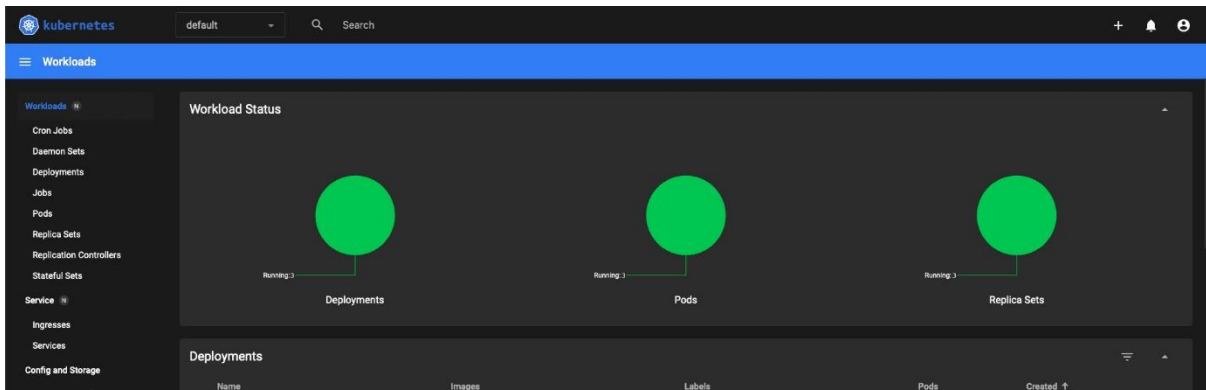 kubernetes
default
Search
Workloads
Workloads N
Cron Jobs
Daemon Sets
Deployments
Jobs
Pods
Replica Sets
Replication Controllers
Stateful Sets
Service N
Ingresses
Services
Config and Storage
Workload Status
Running: 3
Deployments
Running: 3
Pods
Running: 3
Replica Sets
Deployments
Name Images Labels Pods Created ↑